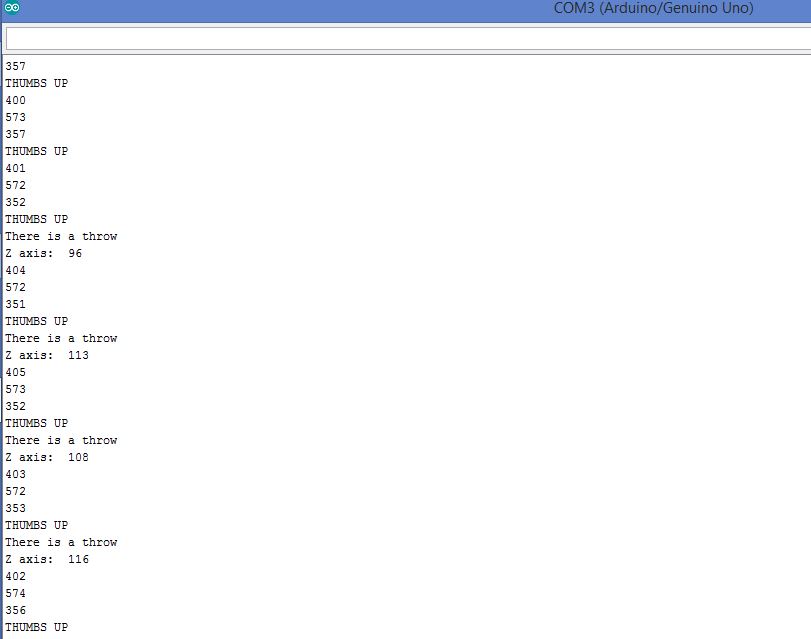 COM3 (Arduino/Genuino Uno)
357
THUMBS UP
400
573
357
THUMBS UP
401
572
352
THUMBS UP
There is a throw
Z axis:  96
404
572
351
THUMBS UP
There is a throw
Z axis:  113
405
573
352
THUMBS UP
There is a throw
Z axis:  108
403
572
353
THUMBS UP
There is a throw
Z axis:  116
402
574
356
THUMBS UP